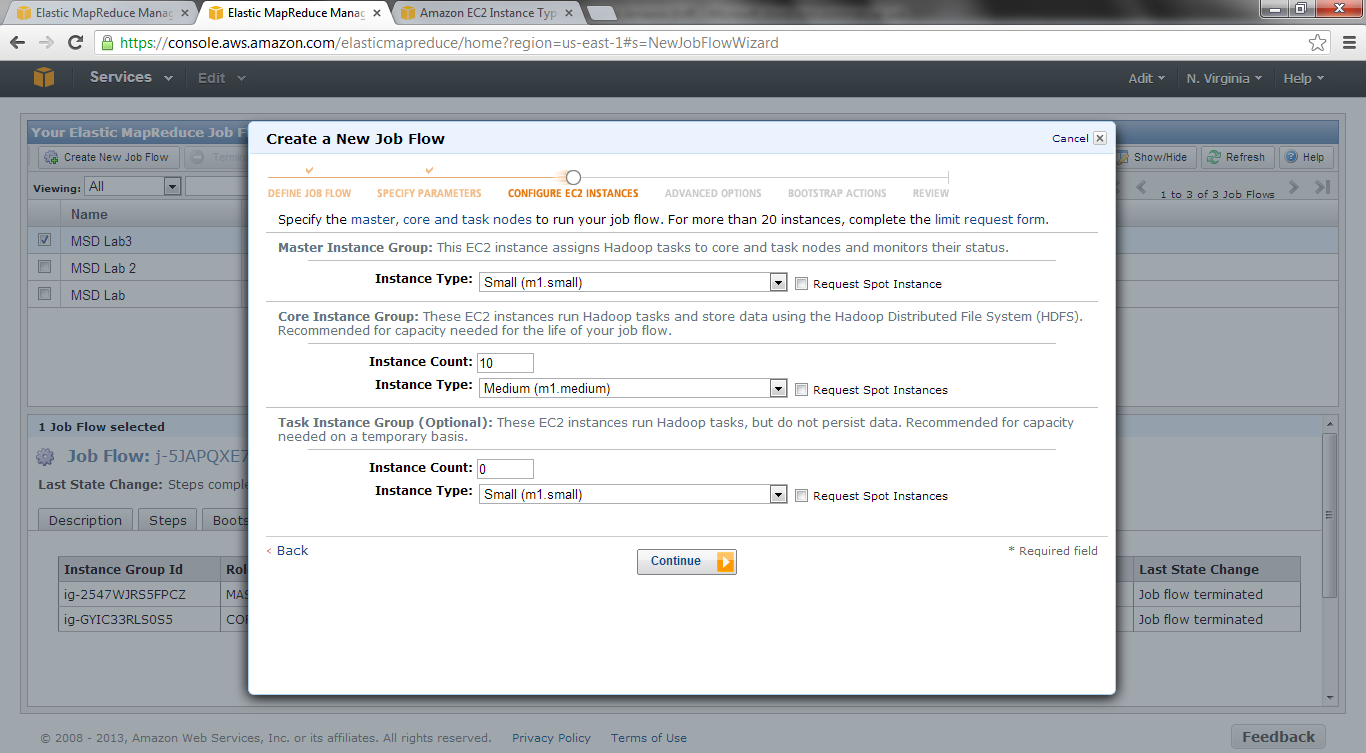 Elastic MapReduce Manag
Elastic MapReduce Manag
Amazon EC2 Instance Typ
https://console.aws.amazon.com/elasticmapreduce/home?region=us-east-1#s=NewJobFlowWizard
Services Edit Adit N. Virginia Help
Your Elastic MapReduce Job F
Create New Job Flow Termin Show/Hide Refresh Help
Viewing: All 1 to 3 of 3 Job Flows
Name
MSD Lab3
MSD Lab 2
MSD Lab
Create a New Job Flow Cancel
DEFINE JOB FLOW SPECIFY PARAMETERS CONFIGURE EC2 INSTANCES ADVANCED OPTIONS BOOTSTRAP ACTIONS REVIEW
Specify the master, core and task nodes to run your job flow. For more than 20 instances, complete the limit request form.
Master Instance Group: This EC2 instance assigns Hadoop tasks to core and task nodes and monitors their status.
Instance Type: Small (m1.small) Request Spot Instance
Core Instance Group: These EC2 instances run Hadoop tasks and store data using the Hadoop Distributed File System (HDFS).
Recommended for capacity needed for the life of your job flow.
Instance Count: 10
Instance Type: Medium (m1.medium) Request Spot Instances
Task Instance Group (Optional): These EC2 instances run Hadoop tasks, but do not persist data. Recommended for capacity
needed on a temporary basis.
Instance Count: 0
Instance Type: Small (m1.small) Request Spot Instances
< Back Continue * Required field
1 Job Flow selected
Job Flow: j-5JAPQXE7
Last State Change: Steps comple
Description Steps Boots
Instance Group Id Rol Last State Change
ig-2547WJRS5FPCZ MAS Job flow terminated
ig-GYIC33RLS0S5 COR Job flow terminated
© 2008 - 2013, Amazon Web Services, Inc. or its affiliates. All rights reserved. Privacy Policy Terms of Use Feedback